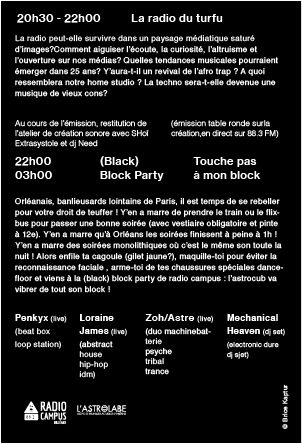 20h30 - 22h00 La radio du turfu
La radio peut-elle survivre dans un paysage médiatique saturé
d'images?Comment aiguiser l'écoute, la curiosité, l'altruisme et
l'ouverture sur nos médias? Quelles tendances musicales pourraient
émerger dans 25 ans? Y'aura-t-il un revival de l'afro trap ? A quoi
ressemblera notre home studio ? La techno sera-t-elle devenue une
musique de vieux cons?
Au cours de l'émission, restitution de
l'atelier de création sonore avec SHoï
Extrasystole et dj Need
(émission table ronde surla
création,en direct sur 88.3 FM)
22h00 (Black) Touche pas
03h00 Block Party à mon block
Orléanais, banlieusards lointains de Paris, il est temps de se rebeller
pour votre droit de teuffer ! Y'en a marre de prendre le train ou le flix-
bus pour passer une bonne soirée (avec vestiaire obligatoire et pinte
à 12e). Y'en a marre qu'à Orléans les soirées finissent à peine à 1h !
Y'en a marre des soirées monolithiques où c'est le même son toute la
nuit ! Alors enfile ta cagoule (gilet jaune?), maquille-toi pour éviter la
reconnaissance faciale , arme-toi de tes chaussures spéciales dance-
floor et viens à la (black) block party de radio campus : l'astrocub va
vibrer de tout son block !
Penkyx (live)
(beat box
loop station)
Loraine
James (live)
(abstract
house
hip-hop
idm)
Zoh/Astre (live)
(duo machinebat-
terie
psyche
tribal
trance
Mechanical
Heaven (dj set)
(electronic dure
dj sjet)
RADIO
CAMPUS
ORLÉANS
88.3
L'ASTROLABE
© Brice Kaptur